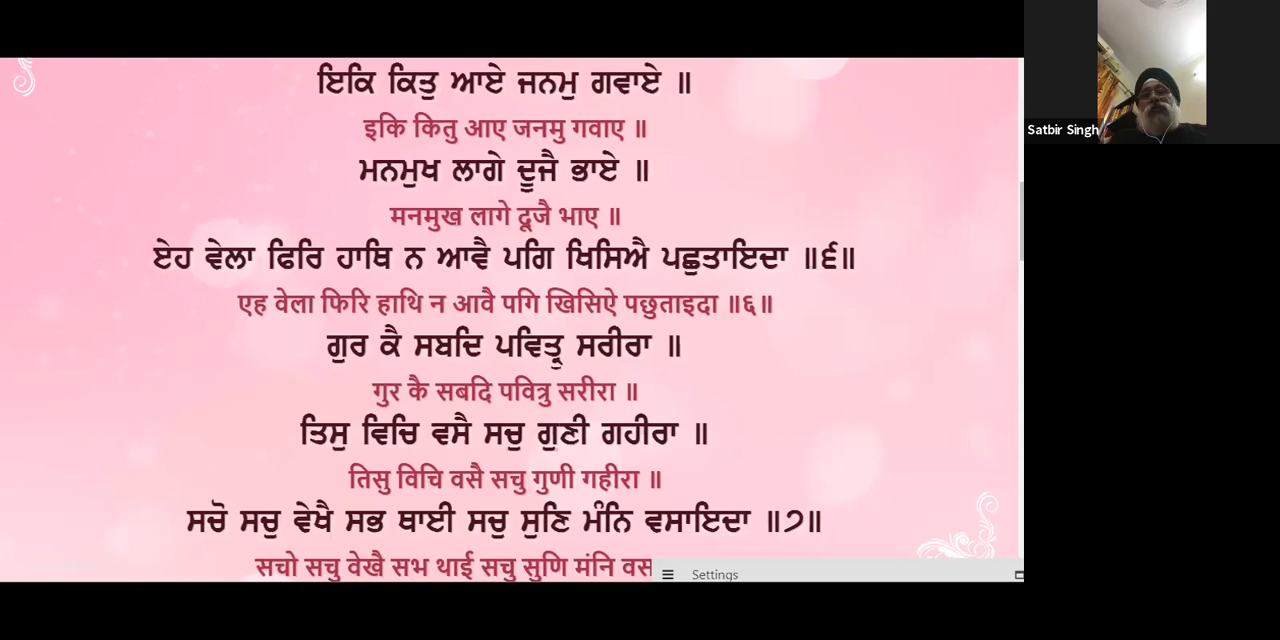 ਇਕਿ ਕਿਤੁ ਆਏ ਜਨਮੁ ਗਵਾਏ ॥
इकि कितु आए जनमु गवाए ॥
ਮਨਮੁਖ ਲਾਗੇ ਦੂਜੈ ਭਾਏ ॥
मनमुख लागे दूजै भाए ॥
ਏਹ ਵੇਲਾ ਫਿਰਿ ਹਾਥਿ ਨ ਆਵੈ ਪਗਿ ਖਿਸਿਐ ਪਛੁਤਾਇਦਾ ॥੬॥
एह वेला फिरि हाथि न आवै पगि खिसिऐ पछुताइदा ॥६॥
ਗੁਰ ਕੈ ਸਬਦਿ ਪਵਿਤ੍ਰੁ ਸਰੀਰਾ ॥
गुर कै सबदि पवित्रु सरीरा ॥
ਤਿਸੁ ਵਿਚਿ ਵਸੈ ਸਚੁ ਗੁਣੀ ਗਹੀਰਾ ॥
तिसु विचि वसै सचु गुणी गहीरा ॥
ਸਚੋ ਸਚੁ ਵੇਖੈ ਸਭ ਥਾਈ ਸਚੁ ਸੁਣਿ ਮੰਨਿ ਵਸਾਇਦਾ ॥੭॥
सचो सचु वेखै सभ थाई सचु सुणि मंनि वस
Settings
Satbir Singh